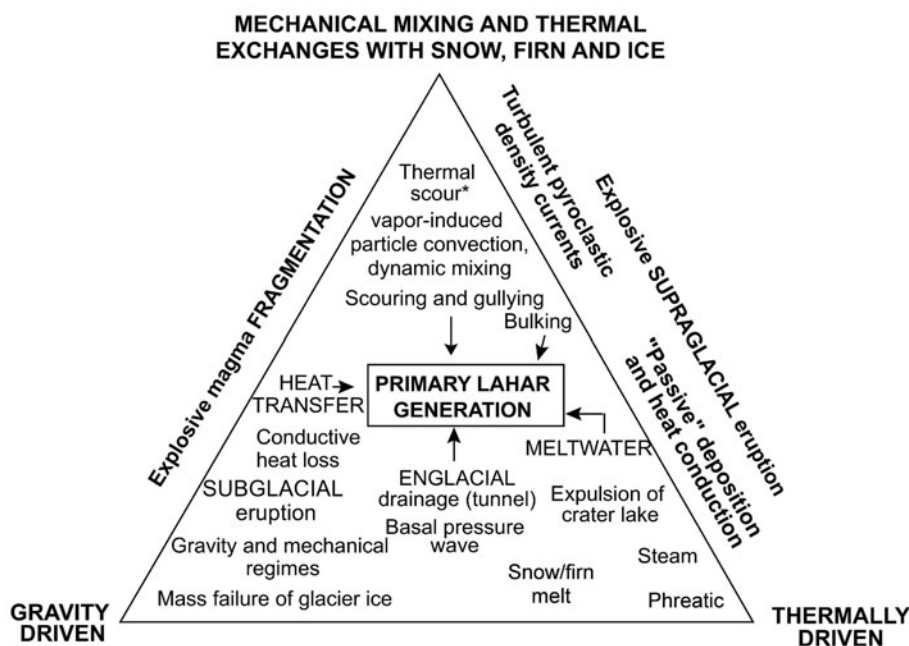 MECHANICAL MIXING AND THERMAL
EXCHANGES WITH SNOW, FIRN AND ICE
Turbulent pyroclastic
density currents
Explosive SUPRAGLACIAL eruption
"Passive" deposition
and heat conduction
Explosive magma FRAGMENTATION
Thermal
scour*
vapor-induced
particle convection,
dynamic mixing
Scouring and gullying
Bulking
HEAT
TRANSFER
PRIMARY LAHAR
GENERATION
MELTWATER
Conductive
heat loss
SUBGLACIAL
eruption
ENGLACIAL
drainage (tunnel)
Basal pressure
wave
Expulsion of
crater lake
Gravity and mechanical
regimes
Mass failure of glacier ice
Snow/firn
melt
Steam
Phreatic
GRAVITY
DRIVEN
THERMALLY
DRIVEN